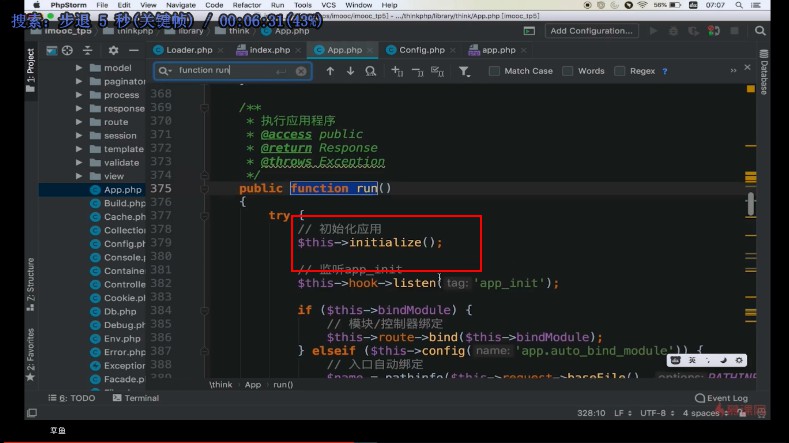 PhpStorm File Edit View Navigate Code Refactor Run Tools VCS Window Help 58% 07:07
搜索: 步退 5 秒(关键帧) / 00:06:31(43%)
imooc_tp5] - .../thinkphp/library/think/App.php [imooc_tp5]
imooc_tp5 thinkphp library think App.php Add Configuration...
Loader.php index.php App.php Config.php app.php
function run Match Case Words Regex ? »
1: Project
Database
model
paginator
process
response
route
session
template
validate
view
App.php
Build.php
Cache.php
Collectio
Config.ph
Console.p
Containe
Controlle
Cookie.ph
Db.php
Debug.ph
Env.php
Error.php
Exception
Facade.p
7: Structure
2: Favorites
368
369 /**
370 * 执行应用程序
371 * @access public
372 * @return Response
373 * @throws Exception
374 */
375 public function run()
376 {
377 try {
378 // 初始化应用
379 $this->initialize();
380
381 // 监听app_init
382 $this->hook->listen( tag: 'app_init');
383
384 if ($this->bindModule) {
385 // 模块/控制器绑定
386 $this->route->bind($this->bindModule);
387 } elseif ($this->config( name: 'app.auto_bind_module')) {
388 // 入口自动绑定
389 $name = pathinfo($this->request->baseFile(), options: PATHINF
英
\think App run()
6: TODO Terminal Event Log
328:10 LF UTF-8 4 spaces